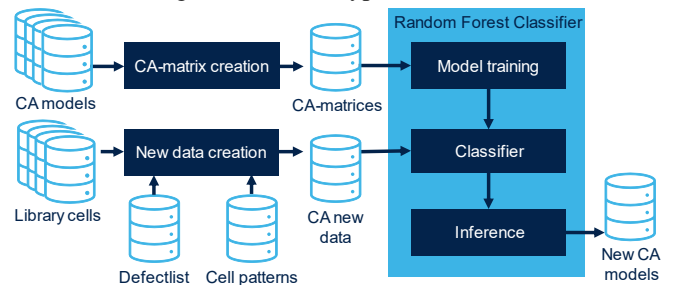 Random Forest Classifier
CA-matrix creation
Model training
CA models
CA-matrices
New data creation
Classifier
Library cells
CA new
data
Inference
Defectlist
Cell patterns
New CA
models